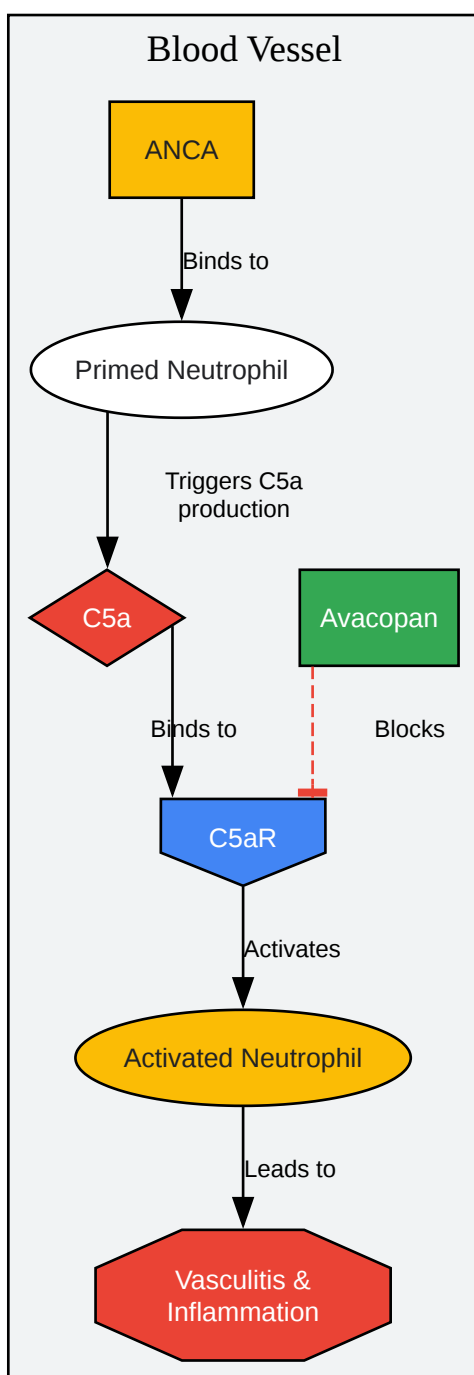 Blood Vessel
ANCA
Binds to
Primed Neutrophil
Triggers C5a
production
C5a
Avacopan
Binds to
Blocks
C5aR
Activates
Activated Neutrophil
Leads to
Vasculitis &
Inflammation